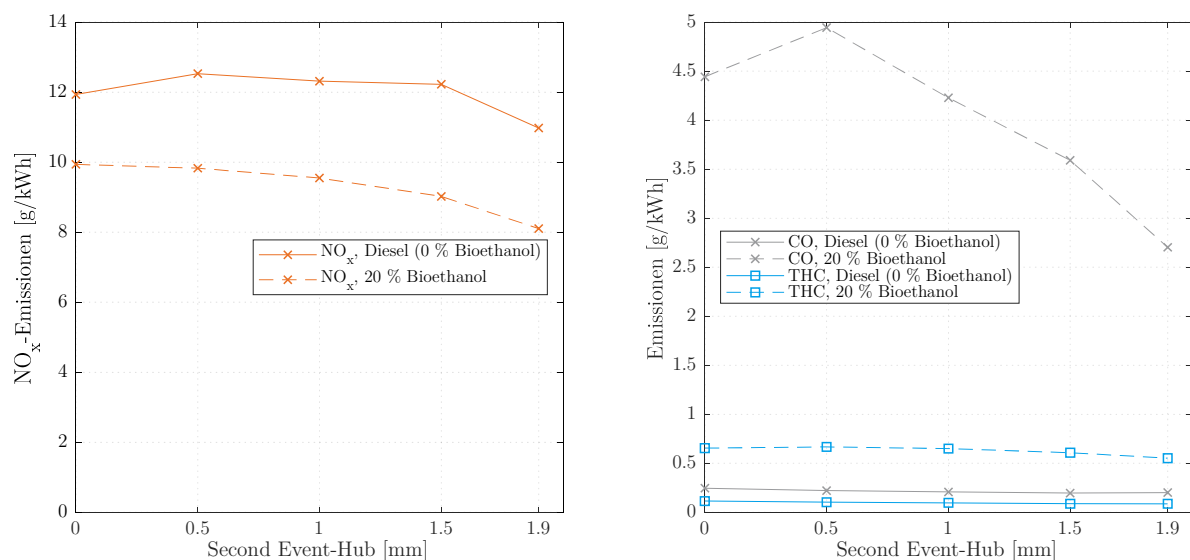 14
12
10
8
6
4
2
0
NOx-Emissionen [g/kWh]
NOx, Diesel (0 % Bioethanol)
NOx, 20 % Bioethanol
0 0.5 1 1.5 1.9
Second Event-Hub [mm]
5
4.5
4
3.5
3
2.5
2
1.5
1
0.5
0
Emissionen [g/kWh]
CO, Diesel (0 % Bioethanol)
CO, 20 % Bioethanol
THC, Diesel (0 % Bioethanol)
THC, 20 % Bioethanol
0 0.5 1 1.5 1.9
Second Event-Hub [mm]